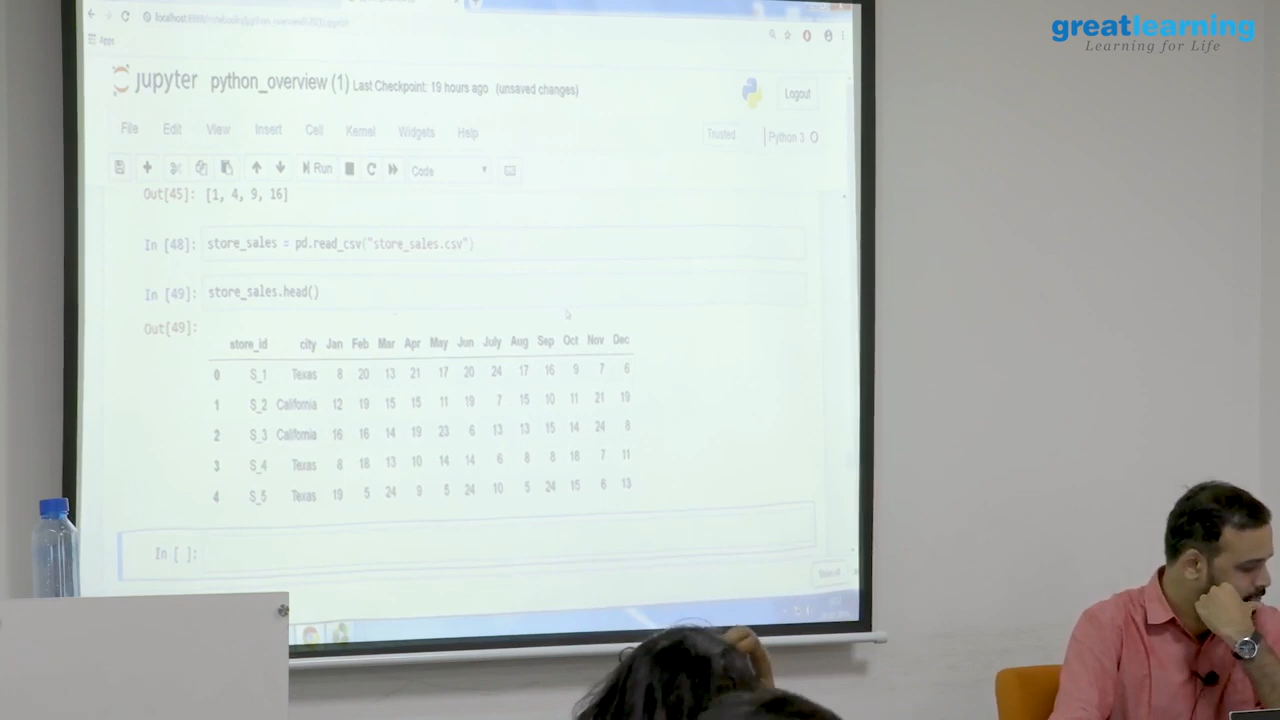 greatlearning
Learning for Life
Apps
jupyter python_overview (1) Last Checkpoint: 19 hours ago (unsaved changes)
Logout
File Edit View Insert Cell Kernel Widgets Help
Trusted Python 3
Run Code
Out[45]: [1, 4, 9, 16]
In [48]: store_sales = pd.read_csv("store_sales.csv")
In [49]: store_sales.head()
Out[49]:
store_id city Jan Feb Mar Apr May Jun July Aug Sep Oct Nov Dec
0 S_1 Texas 8 20 13 21 17 20 24 17 16 9 7 6
1 S_2 California 12 19 15 15 11 19 7 15 10 11 21 19
2 S_3 California 16 16 14 19 23 6 13 13 15 14 24 8
3 S_4 Texas 8 18 13 10 14 14 6 8 8 18 7 11
4 S_5 Texas 19 5 24 9 5 24 10 5 24 15 6 13
In [ ]:
Show all